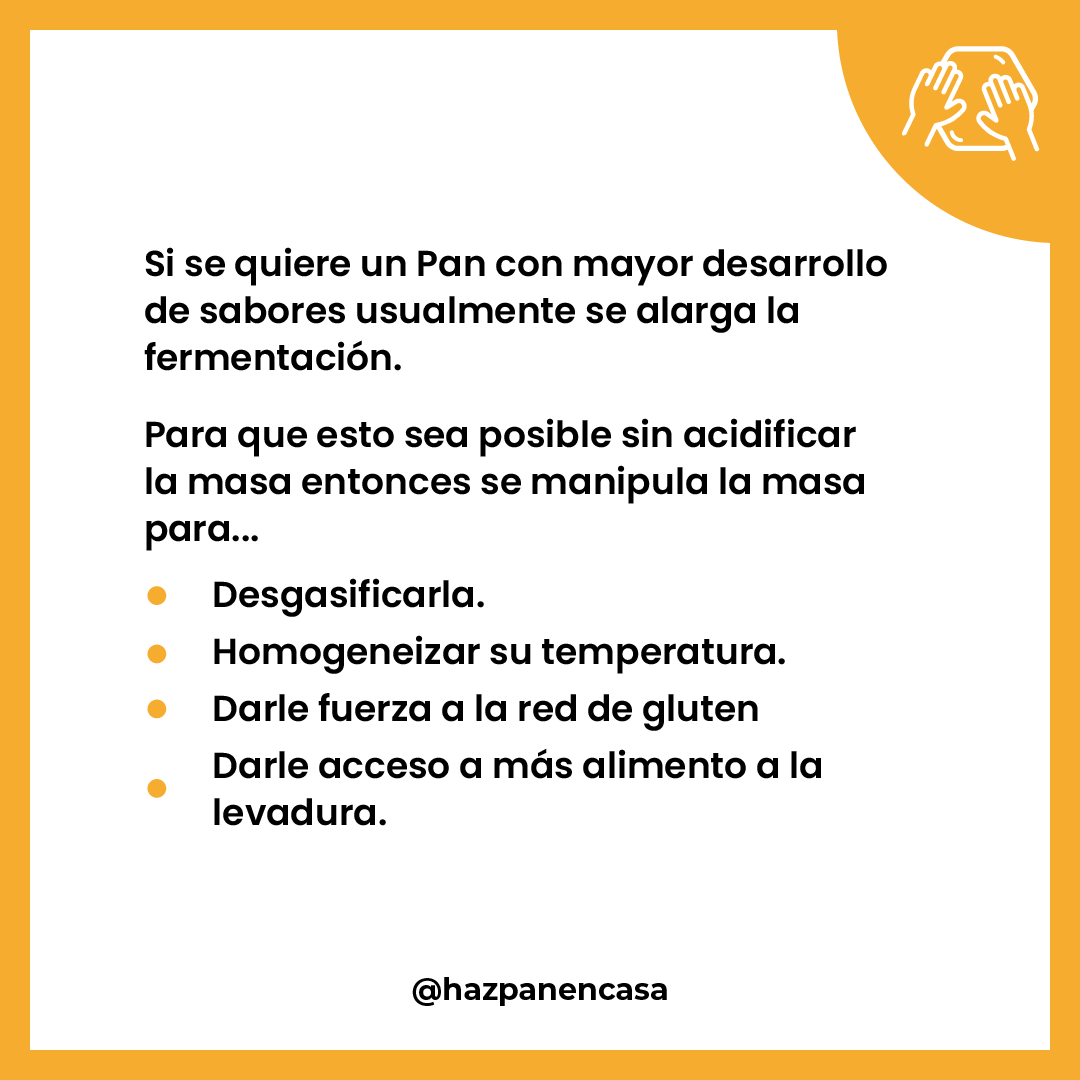 Si se quiere un Pan con mayor desarrollo
de sabores usualmente se alarga la
fermentación.
Para que esto sea posible sin acidificar
la masa entonces se manipula la masa
para...
Desgasificarla.
Homogeneizar su temperatura.
Darle fuerza a la red de gluten
Darle acceso a más alimento a la
levadura.
@hazpanencasa